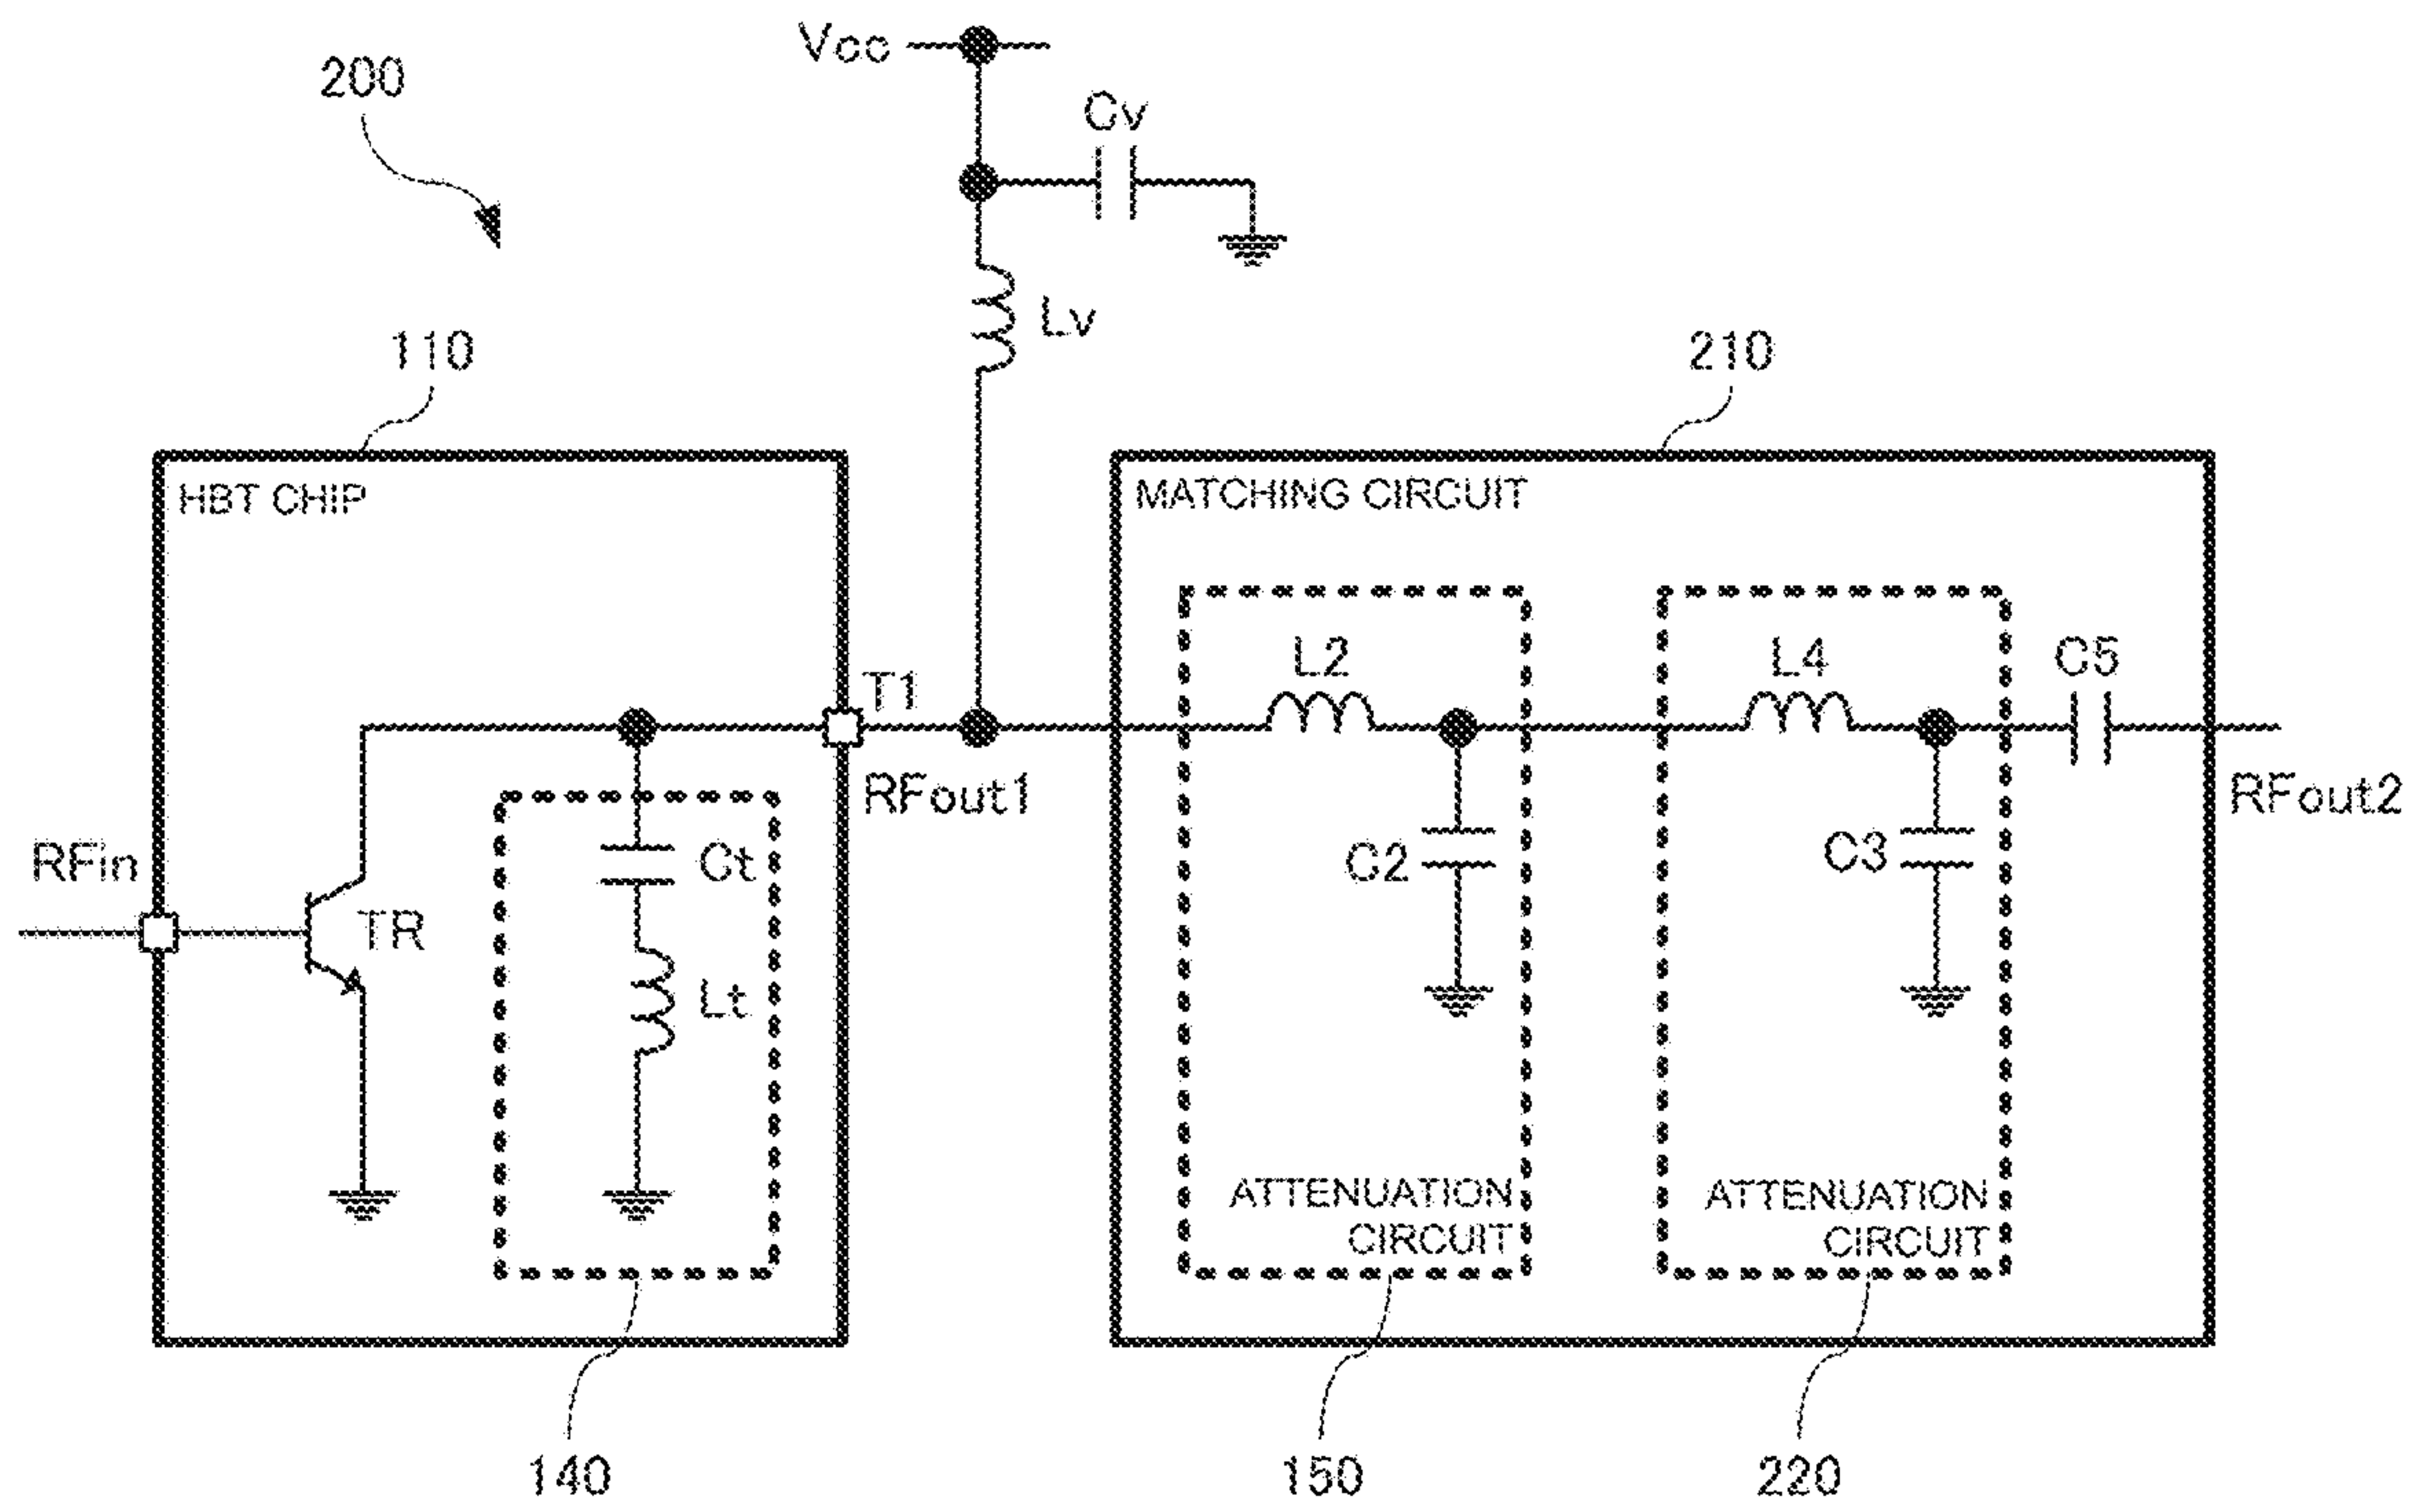 Vcc
200
Cv
Lv
110
210
HBT CHIP
MATCHING CIRCUIT
L2
L4
C5
T1
RFout1
RFout2
RFin
TR
Ct
Lt
C2
C3
ATTENUATION
CIRCUIT
ATTENUATION
CIRCUIT
140
150
220